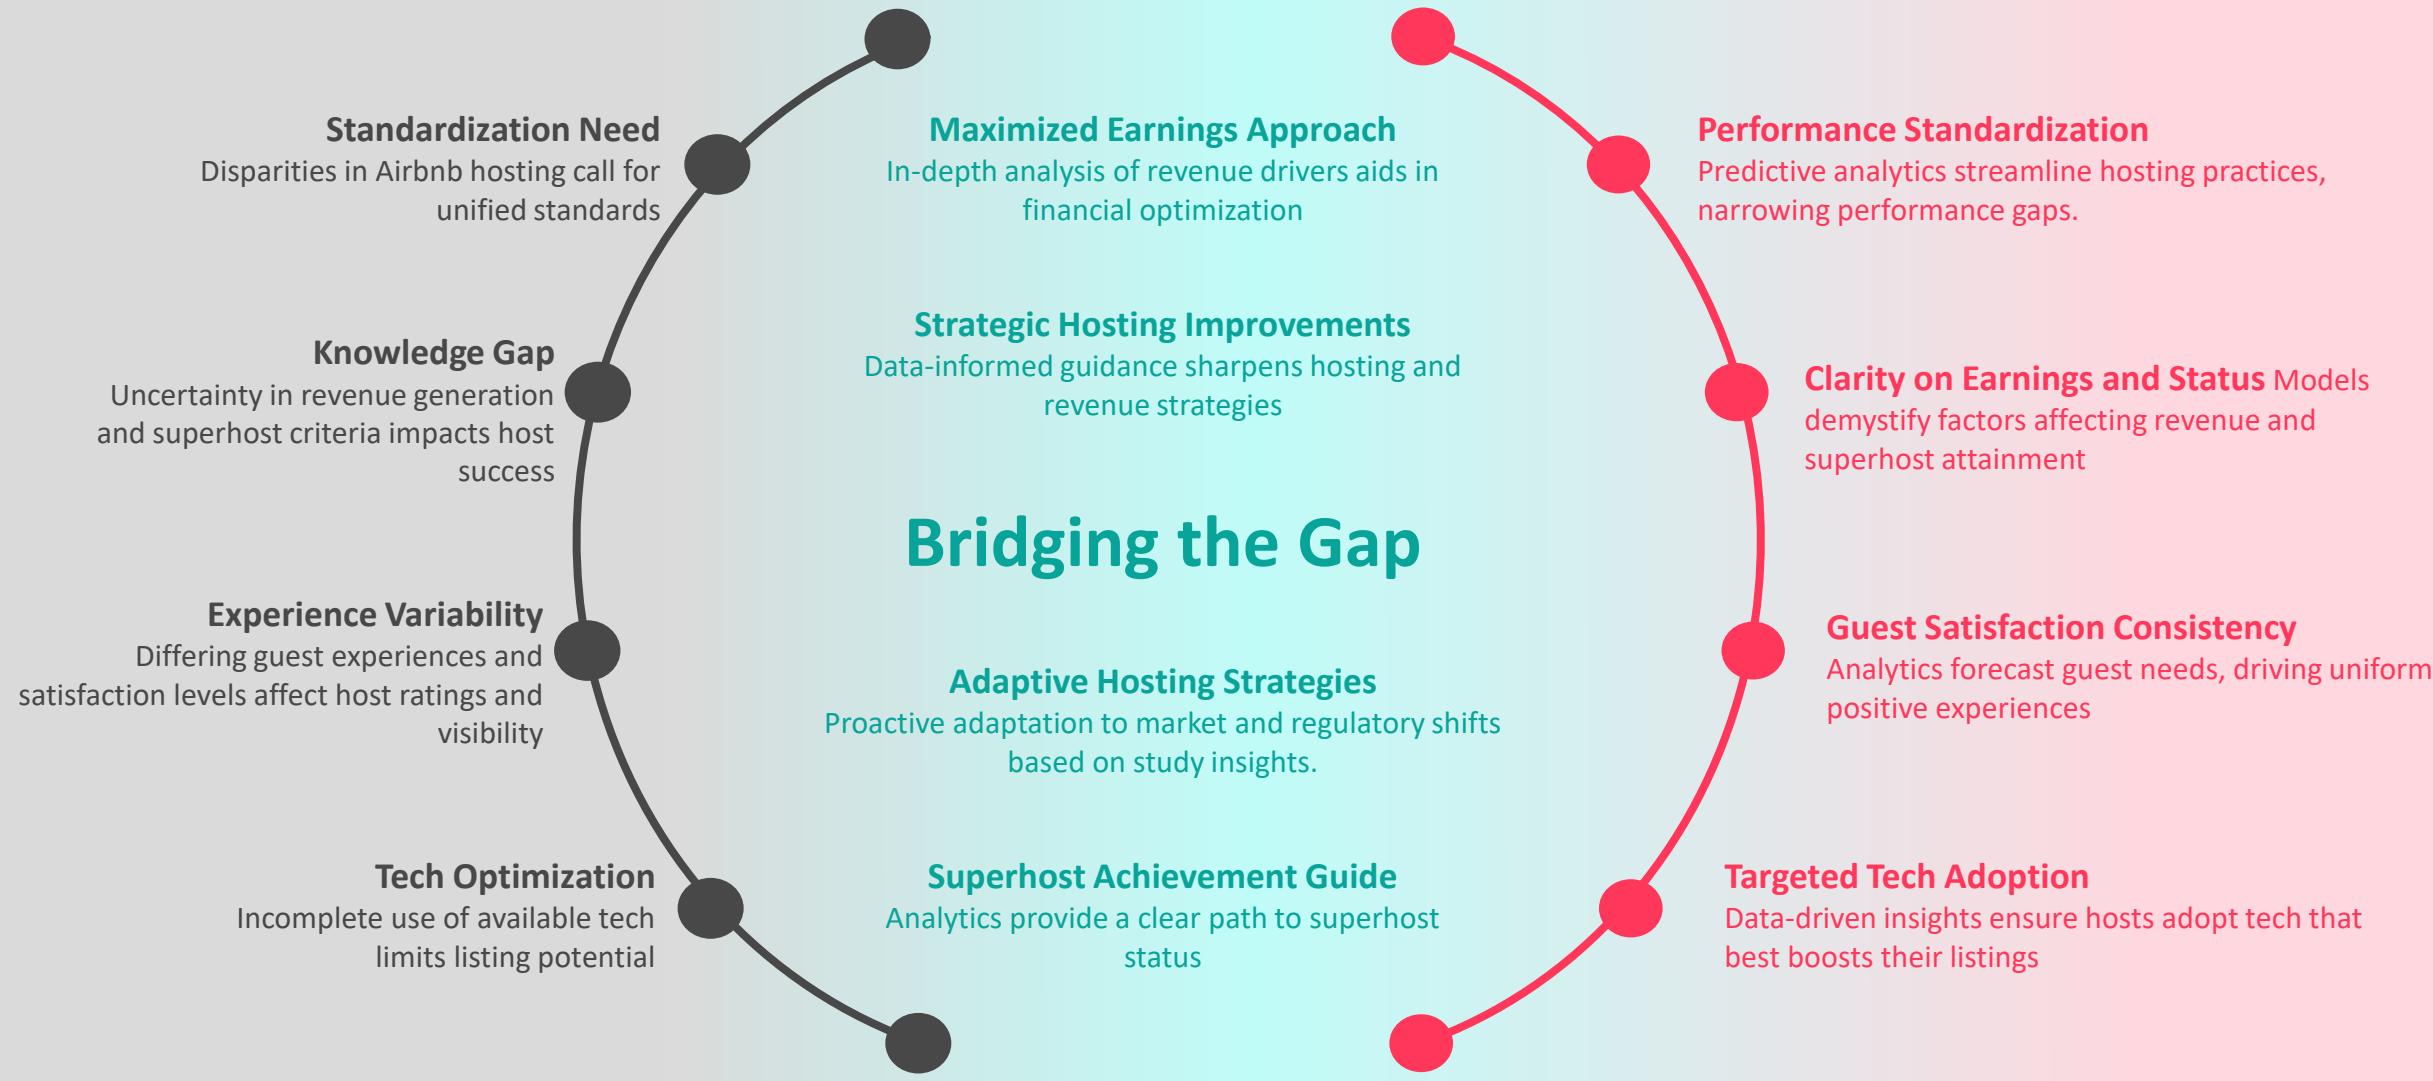 Standardization Need
Disparities in Airbnb hosting call for
unified standards
Knowledge Gap
Uncertainty in revenue generation
and superhost criteria impacts host
success
Experience Variability
Differing guest experiences and
satisfaction levels affect host ratings and
visibility
Tech Optimization
Incomplete use of available tech
limits listing potential
Maximized Earnings Approach
In-depth analysis of revenue drivers aids in
financial optimization
Strategic Hosting Improvements
Data-informed guidance sharpens hosting and
revenue strategies
Bridging the Gap
Adaptive Hosting Strategies
Proactive adaptation to market and regulatory shifts
based on study insights.
Superhost Achievement Guide
Analytics provide a clear path to superhost
status
Performance Standardization
Predictive analytics streamline hosting practices,
narrowing performance gaps.
Clarity on Earnings and Status Models
demystify factors affecting revenue and
superhost attainment
Guest Satisfaction Consistency
Analytics forecast guest needs, driving uniform
positive experiences
Targeted Tech Adoption
Data-driven insights ensure hosts adopt tech that
best boosts their listings